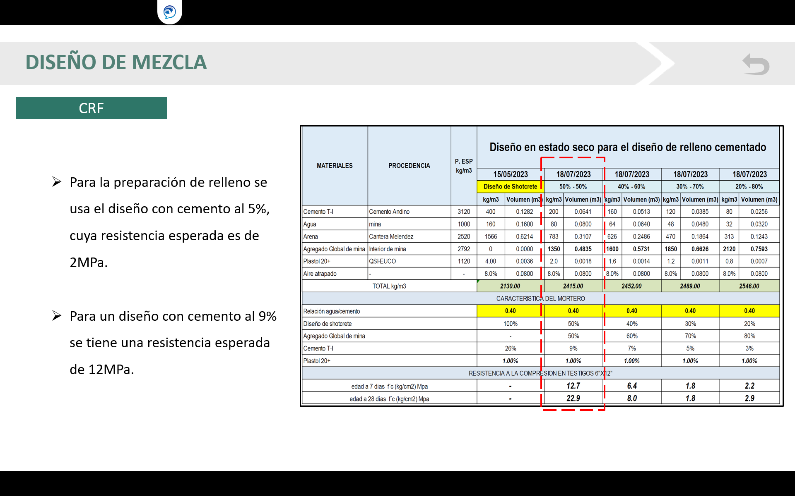 DISEÑO DE MEZCLA
CRF
Para la preparación de relleno se
usa el diseño con cemento al 5%,
cuya resistencia esperada es de
2MPa.
Para un diseño con cemento al 9%
se tiene una resistencia esperada
de 12MPa.
MATERIALES PROCEDENCIA P. ESP kg/m3 Diseño en estado seco para el diseño de relleno cementado
15/05/2023 18/07/2023 18/07/2023 18/07/2023 18/07/2023
Diseño de Shotcrete 50% - 50% 40% - 60% 30% - 70% 20% - 80%
kg/m3 Volumen (m3) kg/m3 Volumen (m3) kg/m3 Volumen (m3) kg/m3 Volumen (m3) kg/m3 Volumen (m3)
Cemento T-I Cemento Andino 3120 400 0.1282 200 0.0641 160 0.0513 120 0.0385 80 0.0256
Agua mina 1000 160 0.1600 80 0.0800 64 0.0640 48 0.0480 32 0.0320
Arena Cantera Melendez 2520 1566 0.6214 783 0.3107 626 0.2486 470 0.1864 313 0.1243
Agregado Global de mina Interior de mina 2792 0 0.0000 1350 0.4835 1600 0.5731 1850 0.6626 2120 0.7593
Plastol 20+ QSI-EUCO 1120 4.00 0.0036 2.0 0.0018 1.6 0.0014 1.2 0.0011 0.8 0.0007
Aire atrapado - - 8.0% 0.0800 8.0% 0.0800 8.0% 0.0800 8.0% 0.0800 8.0% 0.0800
TOTAL kg/m3 2130.00 2415.00 2452.00 2489.00 2546.00
CARACTERISTICA DEL MORTERO
Relación agua/cemento 0.40 0.40 0.40 0.40 0.40
Diseño de shotcrete 100% 50% 40% 30% 20%
Agregado Global de mina - 50% 60% 70% 80%
Cemento T-I 20% 9% 7% 5% 3%
Plastol 20+ 1.00% 1.00% 1.00% 1.00% 1.00%
RESISTENCIA A LA COMPRESION EN TESTIGOS 6"X12"
edad a 7 dias f'c (kg/cm2) Mpa - 12.7 6.4 1.8 2.2
edad a 28 dias f'c (kg/cm2) Mpa - 22.9 8.0 1.8 2.9